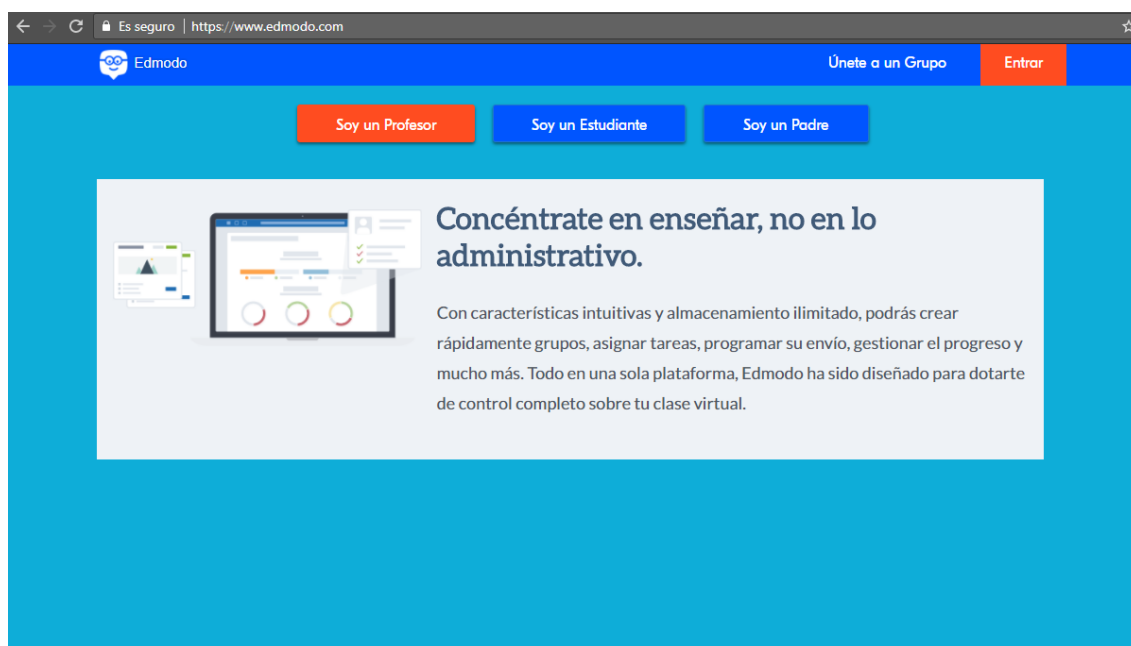 Es seguro | https://www.edmodo.com
Edmodo
Únete a un Grupo
Entrar
Soy un Profesor
Soy un Estudiante
Soy un Padre
Concéntrate en enseñar, no en lo
administrativo.
Con características intuitivas y almacenamiento ilimitado, podrás crear
rápidamente grupos, asignar tareas, programar su envío, gestionar el progreso y
mucho más. Todo en una sola plataforma, Edmodo ha sido diseñado para dotarte
de control completo sobre tu clase virtual.